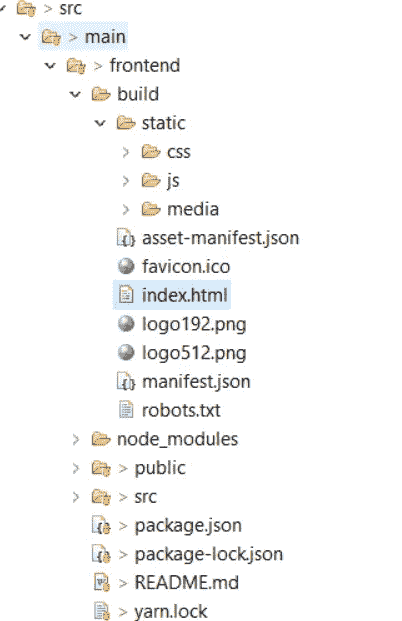 > src
> main
> frontend
build
static
css
js
media
asset-manifest.json
favicon.ico
index.html
logo192.png
logo512.png
manifest.json
robots.txt
node_modules
> public
> src
> package.json
> package-lock.json
> README.md
> yarn.lock